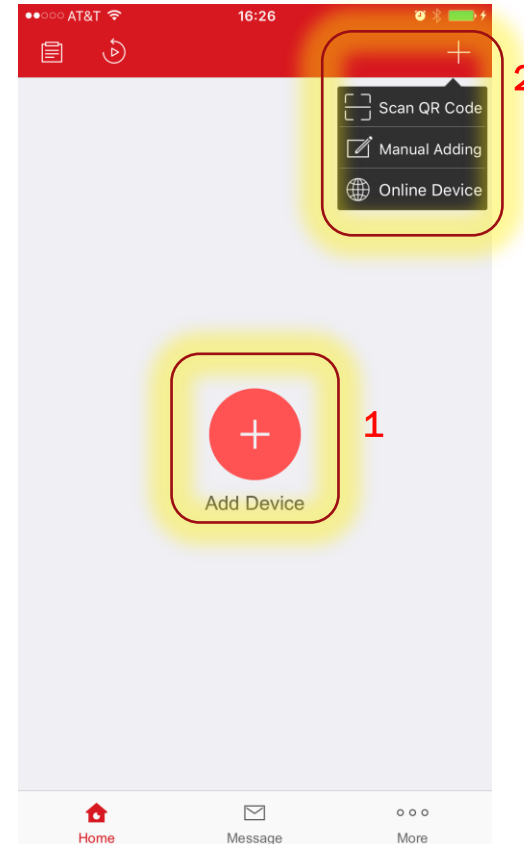 AT&T 16:26
2
Scan QR Code
Manual Adding
Online Device
1
Add Device
Home Message More